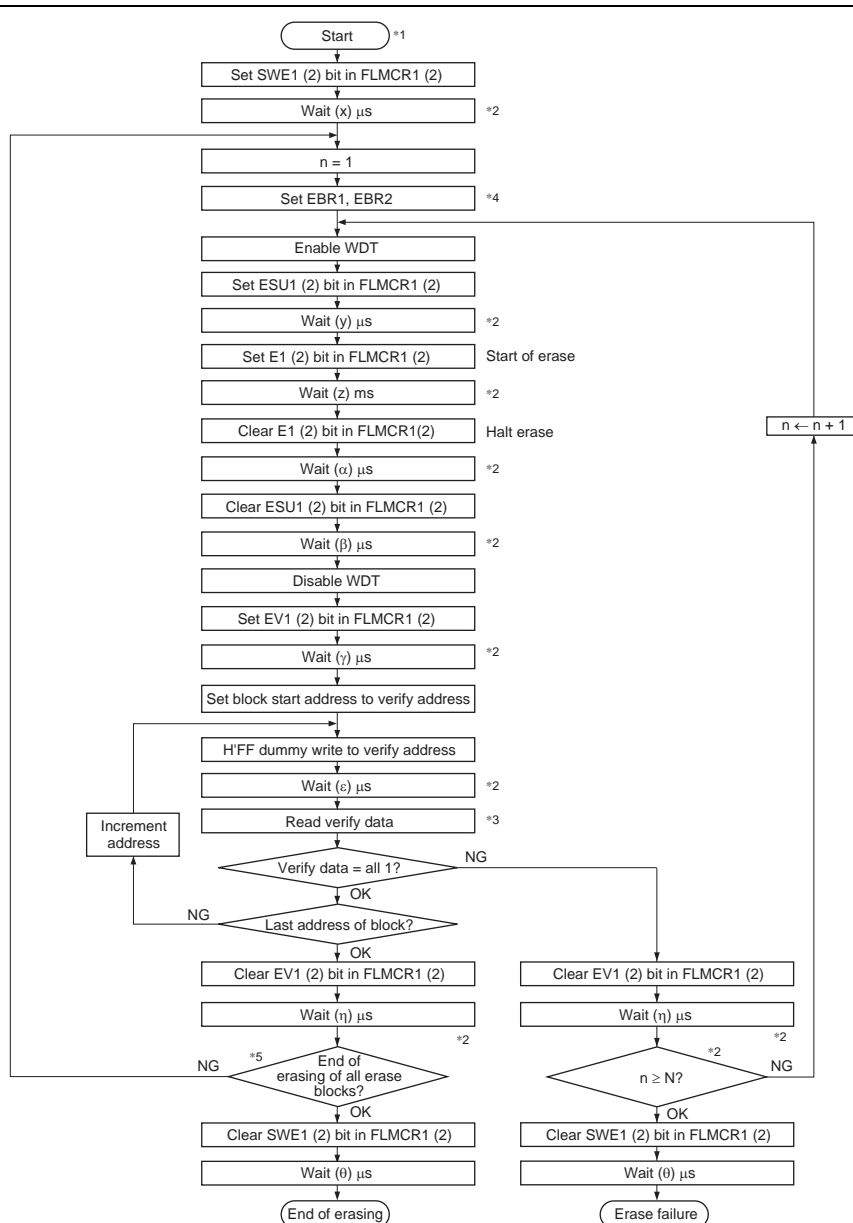 Start *1
Set SWE1 (2) bit in FLMCR1 (2)
Wait (x) μs *2
n = 1
Set EBR1, EBR2 *4
Enable WDT
Set ESU1 (2) bit in FLMCR1 (2)
Wait (y) μs *2
Set E1 (2) bit in FLMCR1 (2) Start of erase
Wait (z) ms *2
Clear E1 (2) bit in FLMCR1(2) Halt erase
n ← n + 1
Wait (α) μs *2
Clear ESU1 (2) bit in FLMCR1 (2)
Wait (β) μs *2
Disable WDT
Set EV1 (2) bit in FLMCR1 (2)
Wait (γ) μs *2
Set block start address to verify address
H'FF dummy write to verify address
Wait (ε) μs *2
Increment
address
Read verify data *3
Verify data = all 1? NG
OK
NG Last address of block?
OK
Clear EV1 (2) bit in FLMCR1 (2) Clear EV1 (2) bit in FLMCR1 (2)
Wait (η) μs Wait (η) μs
*2 *2
NG *5 End of
erasing of all erase
blocks?
*2
n ≥ N? NG
OK OK
Clear SWE1 (2) bit in FLMCR1 (2) Clear SWE1 (2) bit in FLMCR1 (2)
Wait (θ) μs Wait (θ) μs
End of erasing Erase failure